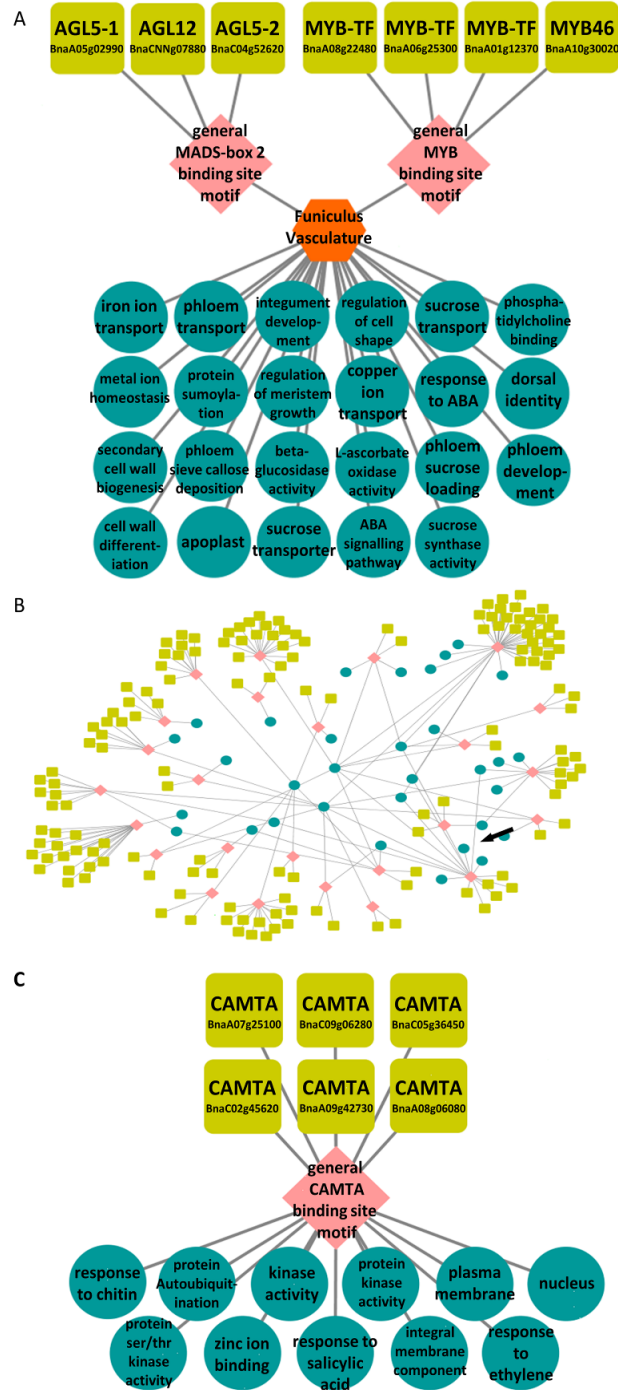 A
AGL5-1
BnaA05g02990
AGL12
BnaCNNg07880
AGL5-2
BnaC04g52620
MYB-TF
BnaA08g22480
MYB-TF
BnaA06g25300
MYB-TF
BnaA01g12370
MYB46
BnaA10g30020
general
MADS-box 2
binding site
motif
general
MYB
binding site
motif
Funiculus
Vasculature
iron ion
transport
phloem
transport
integument
develop-
ment
regulation
of cell
shape
sucrose
transport
phospha-
tidylcholine
binding
metal ion
homeostasis
protein
sumoyla-
tion
regulation
of meristem
growth
copper
ion
transport
response
to ABA
dorsal
identity
secondary
cell wall
biogenesis
phloem
sieve callose
deposition
beta-
glucosidase
activity
L-ascorbate
oxidase
activity
phloem
sucrose
loading
phloem
develop-
ment
cell wall
different-
iation
apoplast
sucrose
transporter
ABA
signalling
pathway
sucrose
synthase
activity
B
C
CAMTA
BnaA07g25100
CAMTA
BnaC09g06280
CAMTA
BnaC05g36450
CAMTA
BnaC02g45620
CAMTA
BnaA09g42730
CAMTA
BnaA08g06080
general
CAMTA
binding site
motif
response
to chitin
protein
Autoubiquit-
ination
kinase
activity
protein
kinase
activity
plasma
membrane
nucleus
protein
ser/thr
kinase
activity
zinc ion
binding
response to
salicylic
acid
integral
membrane
component
response
to
ethylene